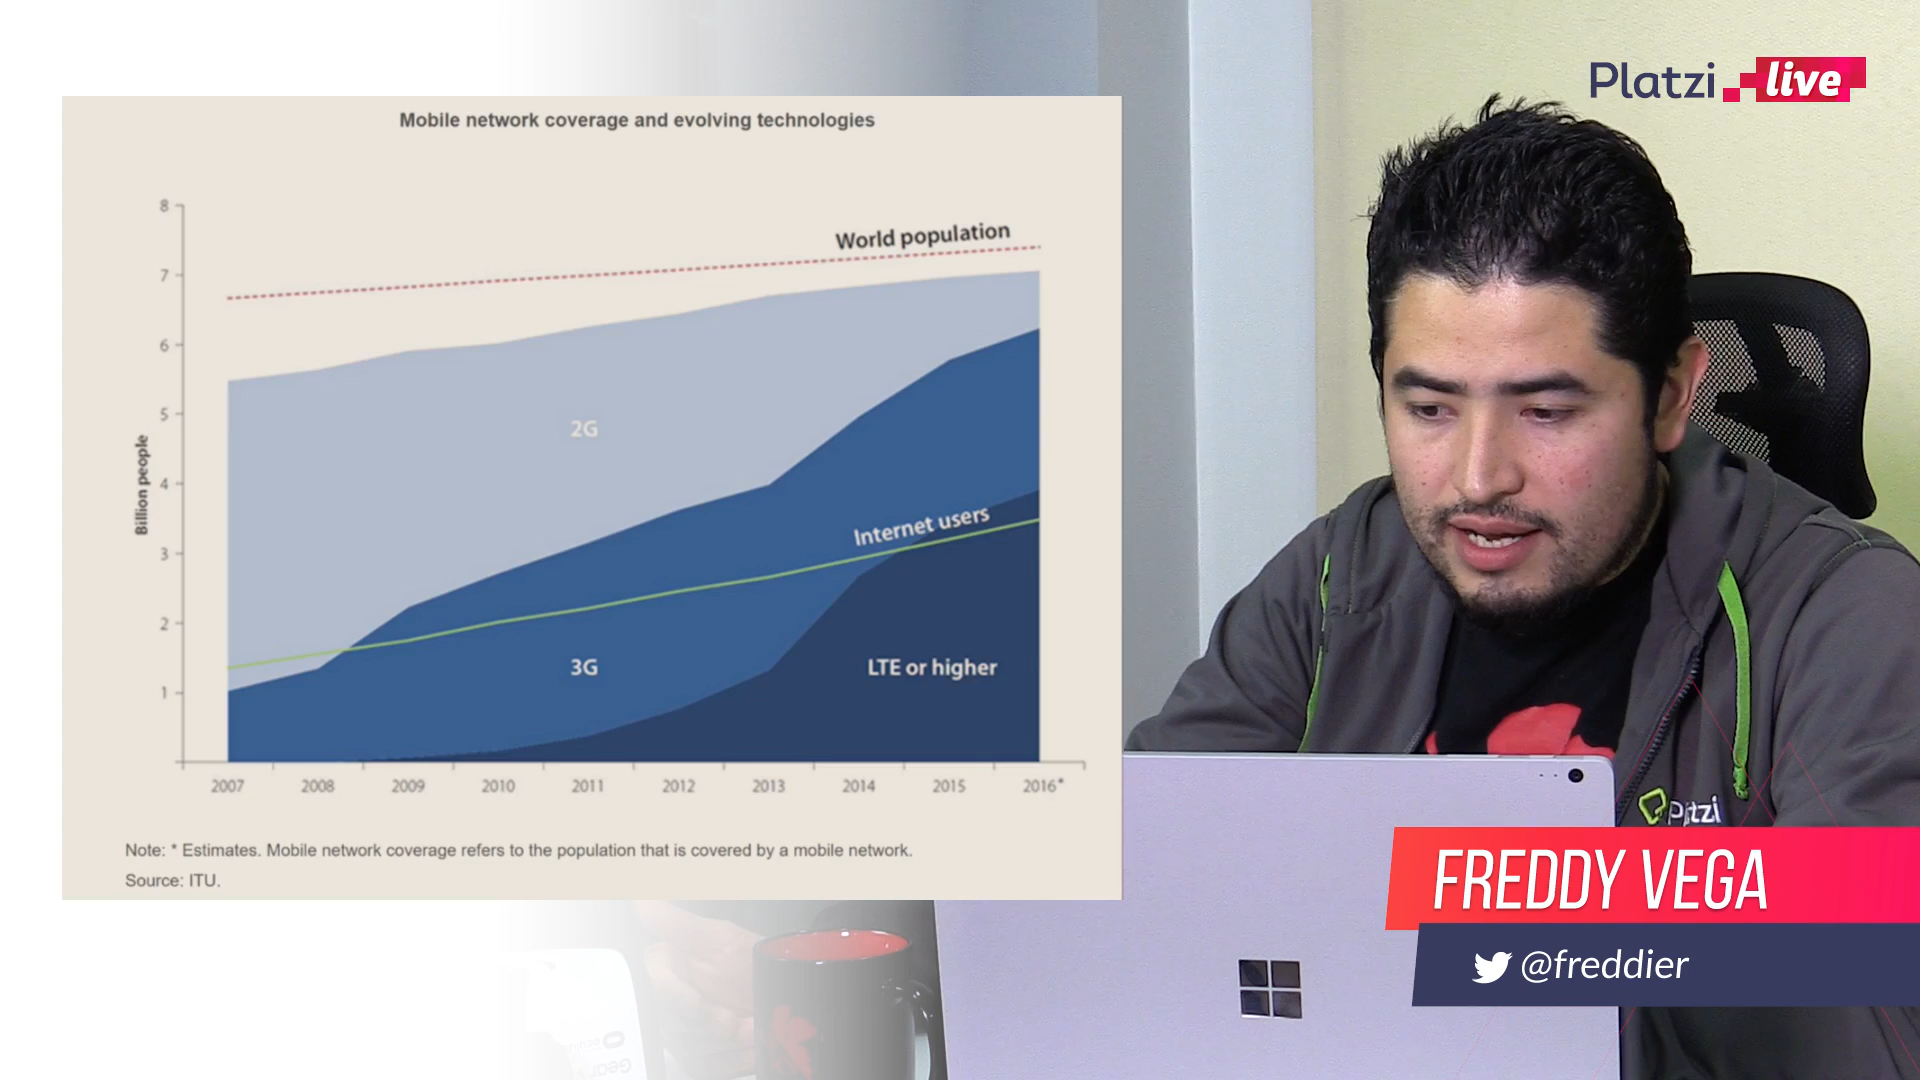 Platzi live
Mobile network coverage and evolving technologies
8
World population
7
6
5
2G
Billion people
4
Internet users
3
2
3G
LTE or higher
1
2007 2008 2009 2010 2011 2012 2013 2014 2015 2016*
Note: * Estimates. Mobile network coverage refers to the population that is covered by a mobile network.
Source: ITU.
Platzi
FREDDY VEGA
@freddier
Gear